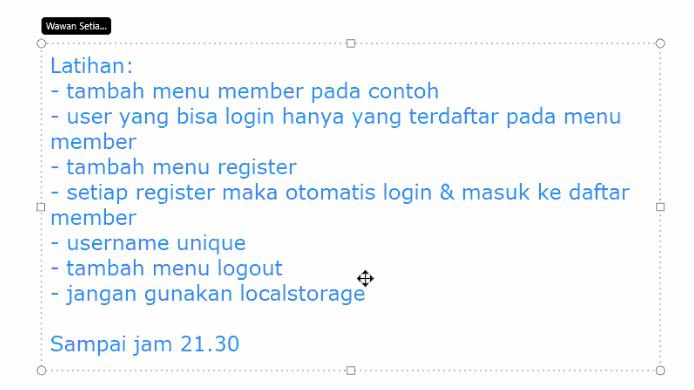 Wawan Setia...
Latihan:
- tambah menu member pada contoh
- user yang bisa login hanya yang terdaftar pada menu
member
- tambah menu register
- setiap register maka otomatis login & masuk ke daftar
member
- username unique
- tambah menu logout
- jangan gunakan localstorage
Sampai jam 21.30